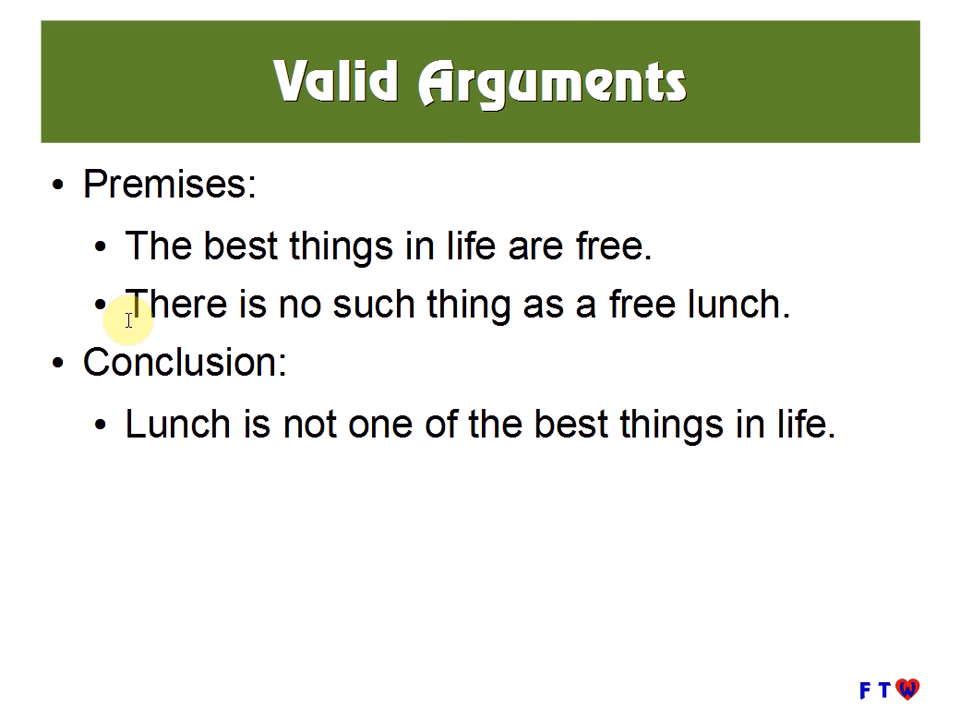 Valid Arguments
• Premises:
• The best things in life are free.
• There is no such thing as a free lunch.
• Conclusion:
• Lunch is not one of the best things in life.
F T W